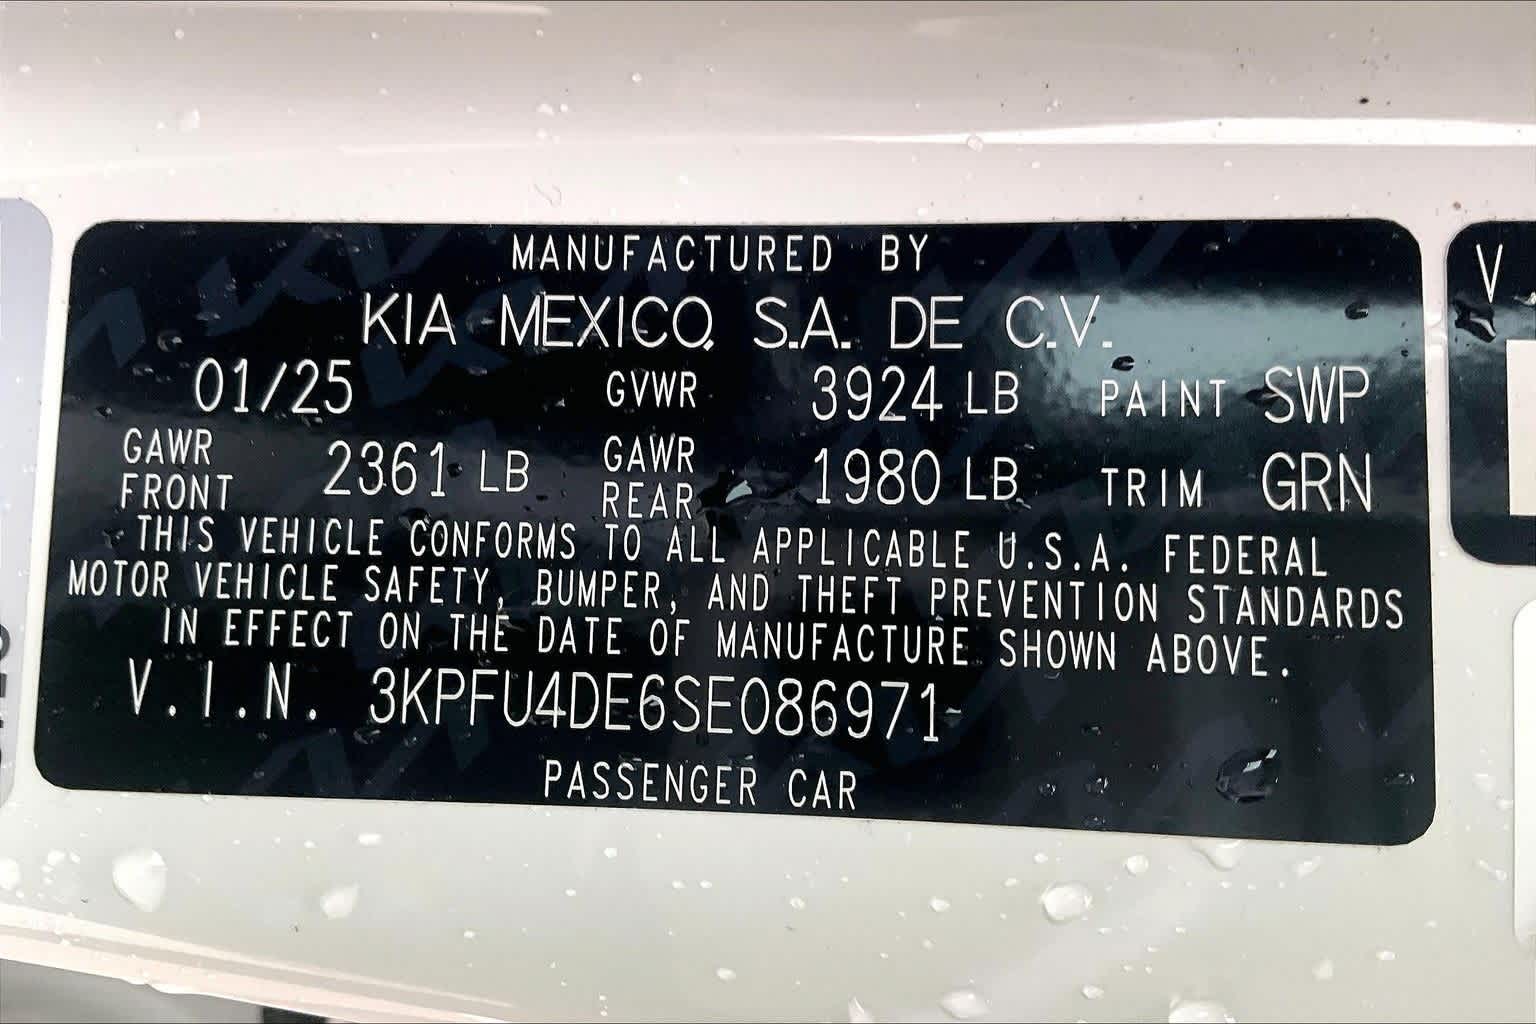 MANUFACTURED BY
KIA MEXICO, S.A. DE C.V.
01/25 GVWR 3924 LB PAINT SWP
GAWR FRONT 2361 LB GAWR REAR 1980 LB TRIM GRN
THIS VEHICLE CONFORMS TO ALL APPLICABLE U.S.A. FEDERAL
MOTOR VEHICLE SAFETY, BUMPER, AND THEFT PREVENTION STANDARDS
IN EFFECT ON THE DATE OF MANUFACTURE SHOWN ABOVE.
V.I.N. 3KPFU4DE6SE086971
PASSENGER CAR
V.